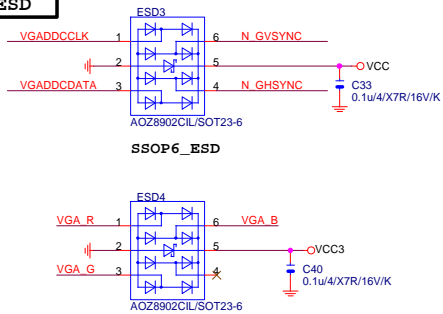 ESD
ESD3
VGADDCCLK 1 6 N_GVSYNC
2 5 VCC
VGADDCDATA 3 4 N_GHSYNC
C33
0.1u/4/X7R/16V/K
AOZ8902CIL/SOT23-6
SSOP6_ESD
ESD4
VGA_R 1 6 VGA_B
2 5 VCC3
VGA_G 3 4
C40
0.1u/4/X7R/16V/K
AOZ8902CIL/SOT23-6